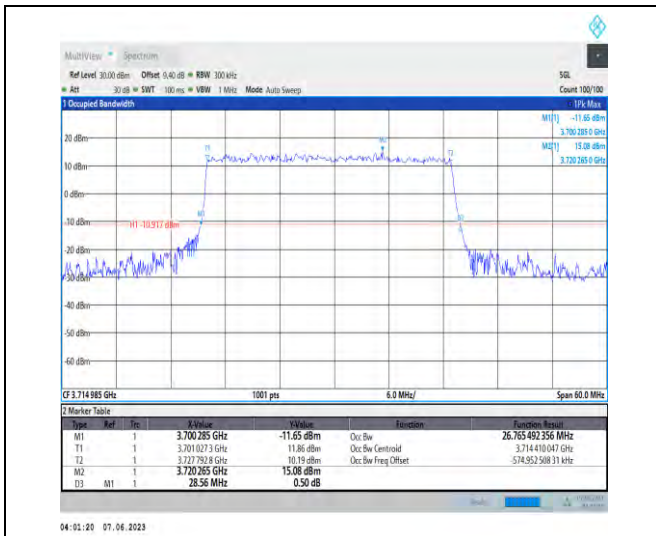 MultiView Spectrum
Ref Level 30.00 dBm Offset 9.40 dB RBW 300 kHz SGL
Att 30 dB SWT 100 ms VBW 1 MHz Mode Auto Sweep Count 100/100
1 Occupied Bandwidth 1Pk Max
M1[1] -11.65 dBm
3.700 285 0 GHz
20 dBm
M2[1] 15.08 dBm
3.720 265 0 GHz
T1
M2
T2
10 dBm
0 dBm
M1
D3
-10 dBm
H1 -10.917 dBm
-20 dBm
-30 dBm
-40 dBm
-50 dBm
-60 dBm
CF 3.714 985 GHz 1001 pts 6.0 MHz/ Span 60.0 MHz
2 Marker Table
Type Ref Trc X-Value Y-Value Function Function Result
M1 1 3.700 285 GHz -11.65 dBm Occ Bw 26.765 492 356 MHz
T1 1 3.701 027 3 GHz 11.86 dBm Occ Bw Centroid 3.714 410 047 GHz
T2 1 3.727 792 8 GHz 10.19 dBm Occ Bw Freq Offset -574.952 508 31 kHz
M2 1 3.720 265 GHz 15.08 dBm
D3 M1 1 28.56 MHz 0.50 dB
04:01:20 07.06.2023